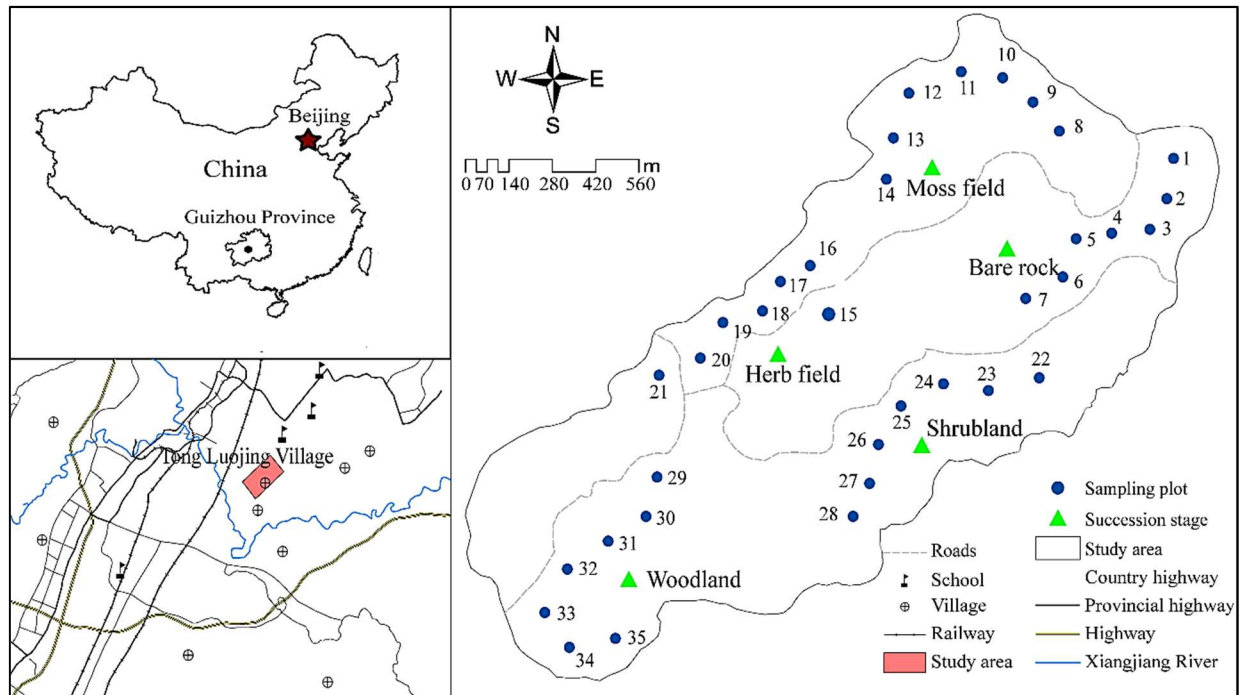 Beijing
China
Guizhou Province
Tong Luojing Village
N
W
E
S
m
0 70 140 280 420 560
10
11
12
9
8
13
Moss field
14
1
2
3
4
5
Bare rock
6
7
16
17
18
15
19
20
Herb field
21
22
23
24
25
Shrubland
26
27
28
29
30
31
32
Woodland
33
34
35
Sampling plot
Succession stage
Roads
Study area
School
Country highway
Village
Provincial highway
Railway
Highway
Study area
Xiangjiang River